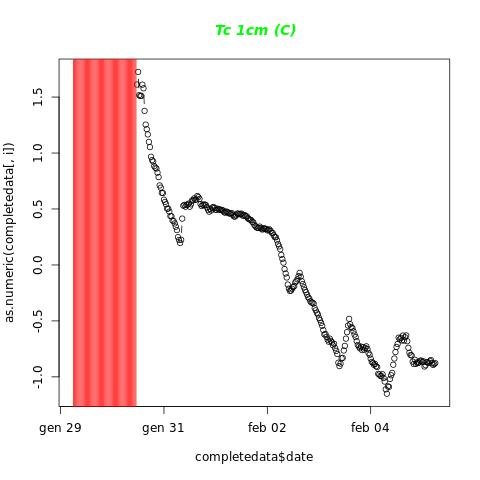 Tc 1cm (C)
as.numeric(completedata[, i])
1.5
1.0
0.5
0.0
-0.5
-1.0
gen 29 gen 31 feb 02 feb 04
completedata$date